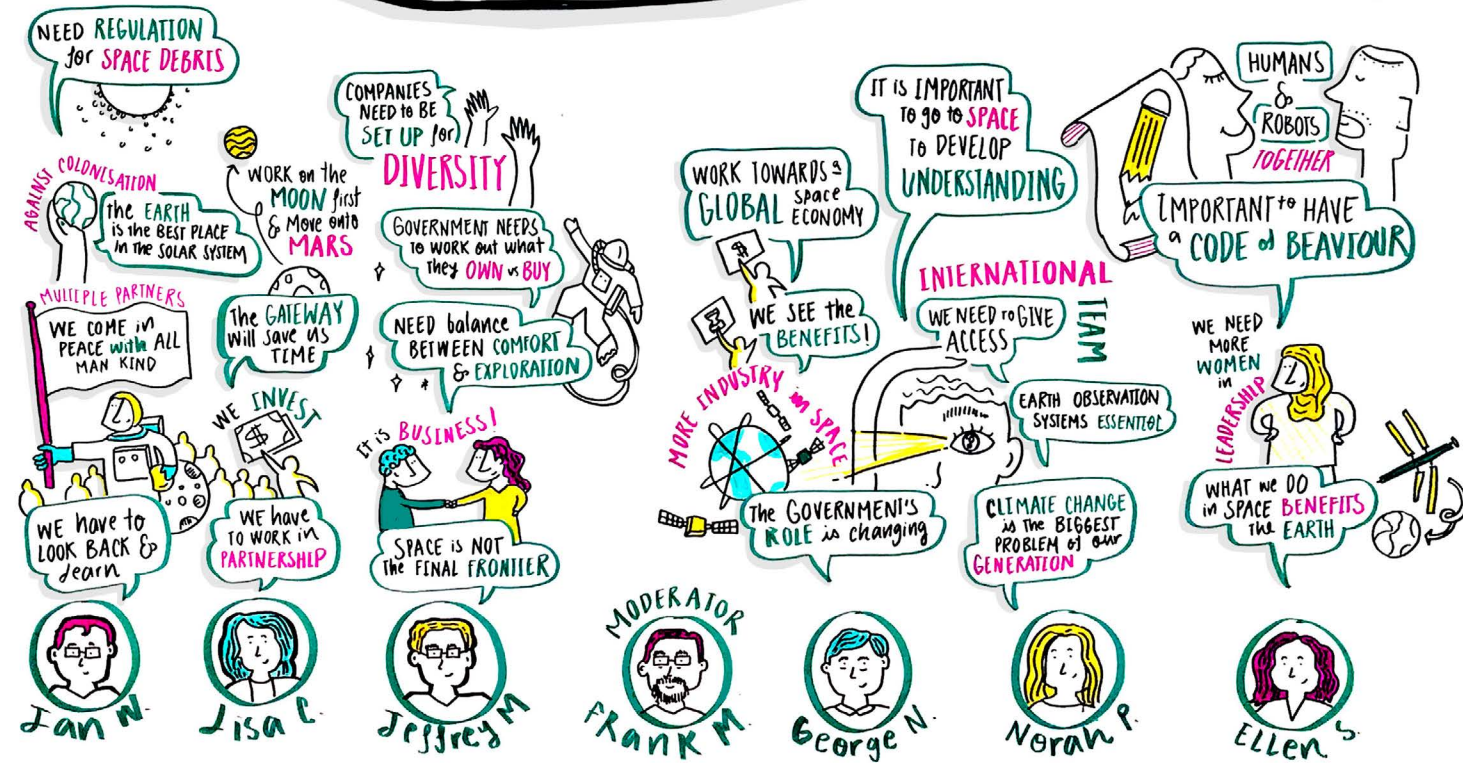 NEED REGULATION
for SPACE DEBRIS
AGAINST COLONISATION
the EARTH
is the BEST PLACE
in the SOLAR SYSTEM
MULTIPLE PARTNERS
WE COME in
PEACE with ALL
MAN KIND
WE have to
LOOK BACK &
learn
Ian N.
WORK on the
MOON first
& Move onto
MARS
The GATEWAY
Will save us
TIME
WE INVEST
$
WE have
to WORK in
PARTNERSHIP
Lisa C.
COMPANIES
NEED to BE
SET UP for
DIVERSITY
GOVERNMENT NEEDS
to WORK out what
they OWN vs BUY
NEED balance
BETWEEN COMFORT
& EXPLORATION
It is BUSINESS!
SPACE is NOT
the FINAL FRONTIER
Jeffrey M
MODERATOR
FRANK M
WORK TOWARDS a
GLOBAL space
ECONOMY
$
WE SEE the
BENEFITS!
MORE INDUSTRY in SPACE
The GOVERNMENT'S
ROLE is changing
George N.
IT is IMPORTANT
to go to SPACE
to DEVELOP
UNDERSTANDING
INTERNATIONAL
TEAM
WE NEED to GIVE
ACCESS
EARTH OBSERVATION
SYSTEMS ESSENTIAL
CLIMATE CHANGE
is the BIGGEST
PROBLEM of our
GENERATION
Norah P.
HUMANS
&
ROBOTS
TOGETHER
IMPORTANT to HAVE
a CODE of BEAVIOUR
WE NEED
MORE
WOMEN
in
LEADERSHIP
WHAT we DO
in SPACE BENEFITS
the EARTH
ELLEN S.